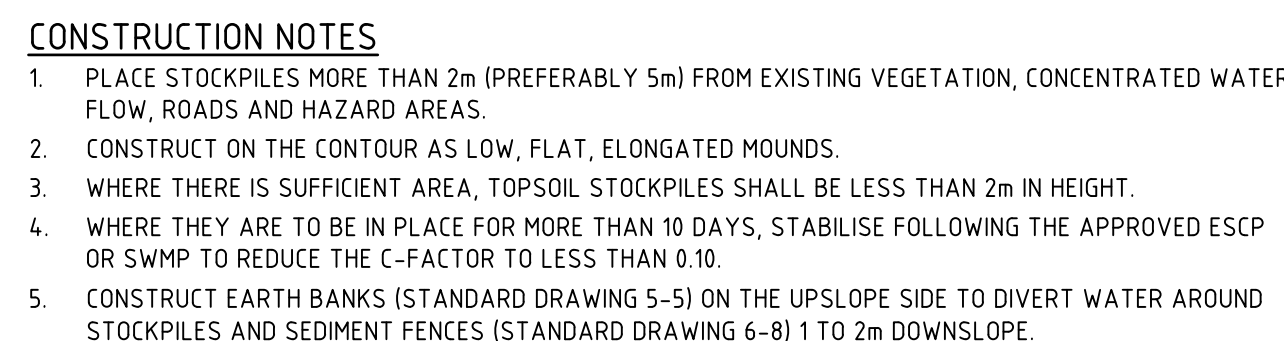 CONSTRUCTION NOTES
1. PLACE STOCKPILES MORE THAN 2m (PREFERABLY 5m) FROM EXISTING VEGETATION, CONCENTRATED WATER
FLOW, ROADS AND HAZARD AREAS.
2. CONSTRUCT ON THE CONTOUR AS LOW, FLAT, ELONGATED MOUNDS.
3. WHERE THERE IS SUFFICIENT AREA, TOPSOIL STOCKPILES SHALL BE LESS THAN 2m IN HEIGHT.
4. WHERE THEY ARE TO BE IN PLACE FOR MORE THAN 10 DAYS, STABILISE FOLLOWING THE APPROVED ESCP
OR SWMP TO REDUCE THE C-FACTOR TO LESS THAN 0.10.
5. CONSTRUCT EARTH BANKS (STANDARD DRAWING 5-5) ON THE UPSLOPE SIDE TO DIVERT WATER AROUND
STOCKPILES AND SEDIMENT FENCES (STANDARD DRAWING 6-8) 1 TO 2m DOWNSLOPE.